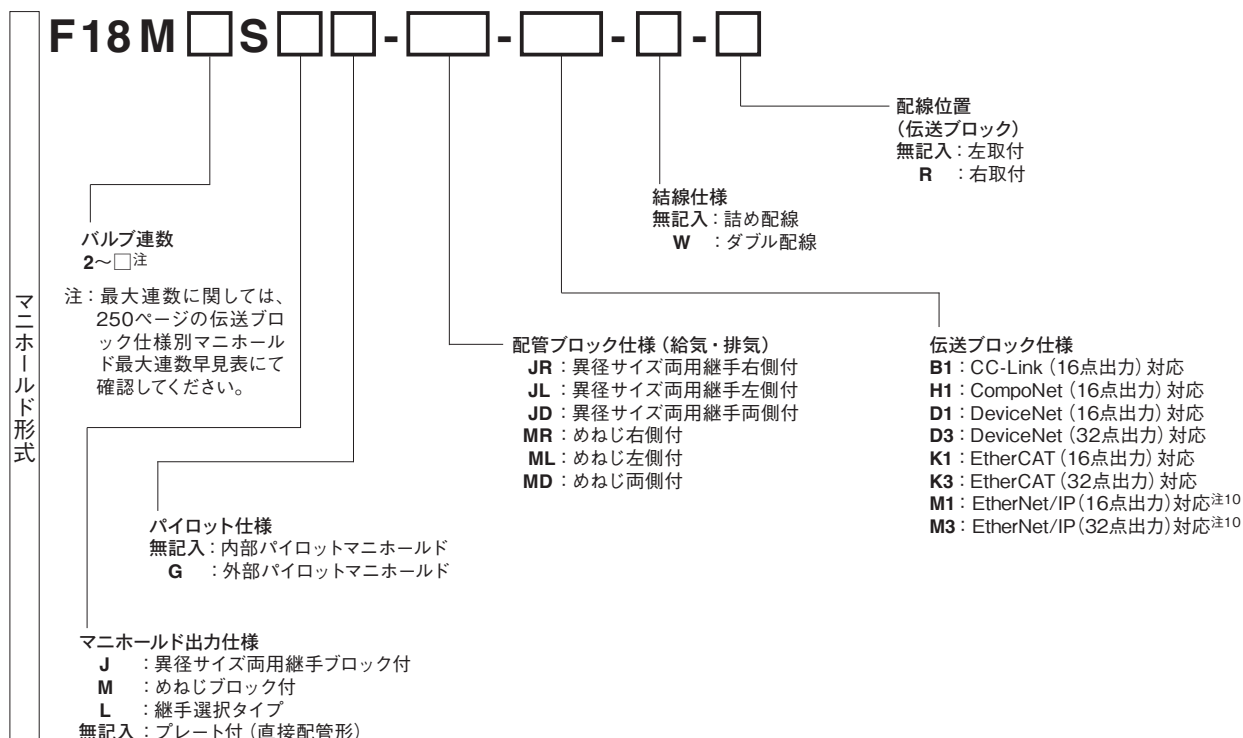 F18M□S□□-□-□-□-□
マニホールド形式
バルブ連数
2～□注
注：最大連数に関しては、
250ページの伝送ブロ
ック仕様別マニホール
ド最大連数早見表にて
確認してください。
マニホールド出力仕様
J ：異径サイズ両用継手ブロック付
M ：めねじブロック付
L ：継手選択タイプ
無記入：プレート付（直接配管形）
パイロット仕様
無記入：内部パイロットマニホールド
G ：外部パイロットマニホールド
配管ブロック仕様（給気・排気）
JR：異径サイズ両用継手右側付
JL：異径サイズ両用継手左側付
JD：異径サイズ両用継手両側付
MR：めねじ右側付
ML：めねじ左側付
MD：めねじ両側付
伝送ブロック仕様
B1：CC-Link（16点出力）対応
H1：CompoNet（16点出力）対応
D1：DeviceNet（16点出力）対応
D3：DeviceNet（32点出力）対応
K1：EtherCAT（16点出力）対応
K3：EtherCAT（32点出力）対応
M1：EtherNet/IP（16点出力）対応注10
M3：EtherNet/IP（32点出力）対応注10
結線仕様
無記入：詰め配線
W ：ダブル配線
配線位置
（伝送ブロック）
無記入：左取付
R ：右取付